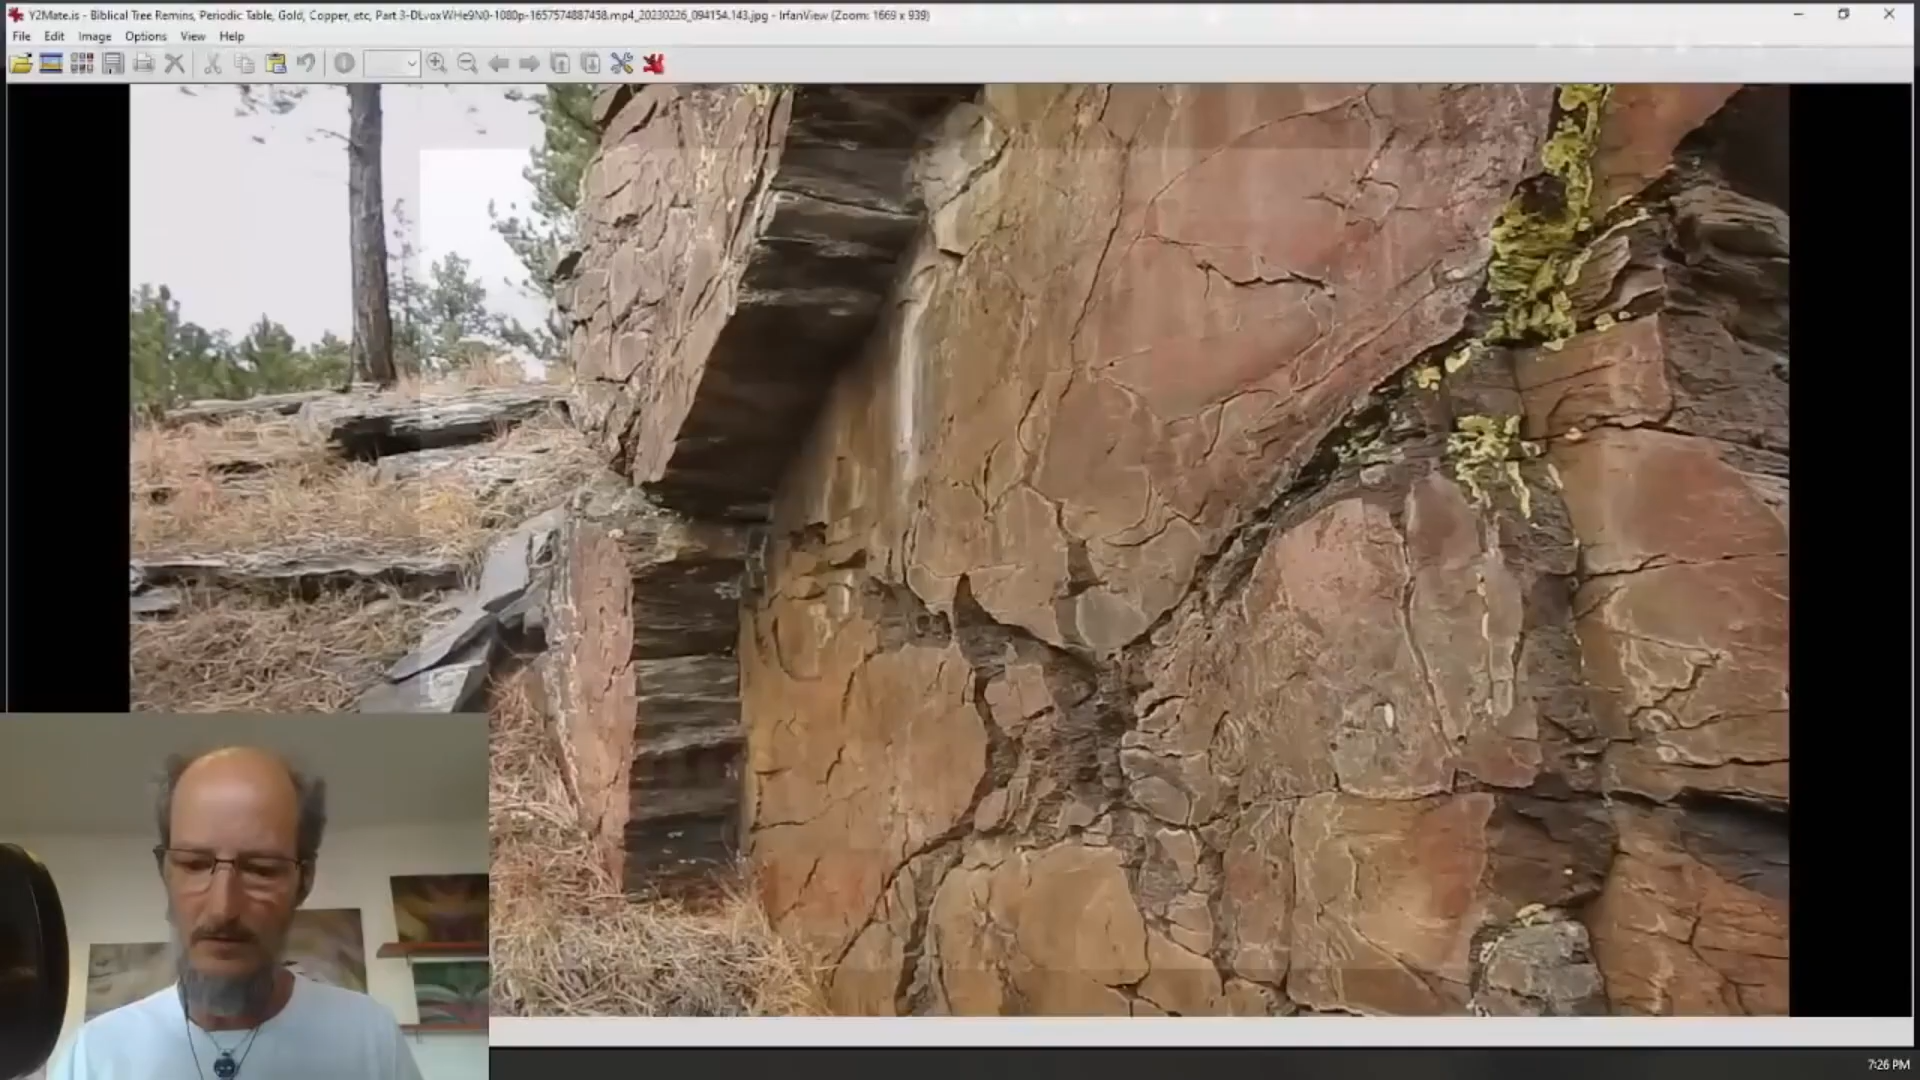 Y2Mate.is - Biblical Tree Remins, Periodic Table, Gold, Copper, etc, Part 3-DLvoxWHe9N0-1080p-1657574887458.mp4_20230226_094154.143.jpg - IrfanView (Zoom: 1669 x 939)
File Edit Image Options View Help
7:26 PM